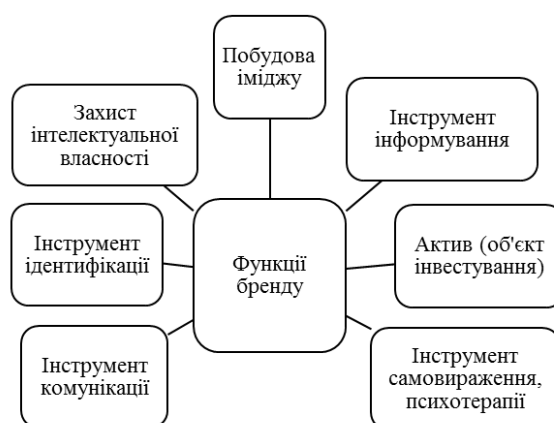 Побудова
іміджу
Захист
інтелектуальної
власності
Інструмент
інформування
Інструмент
ідентифікації
Функції
бренду
Актив (об'єкт
інвестування)
Інструмент
комунікації
Інструмент
самовираження,
психотерапії